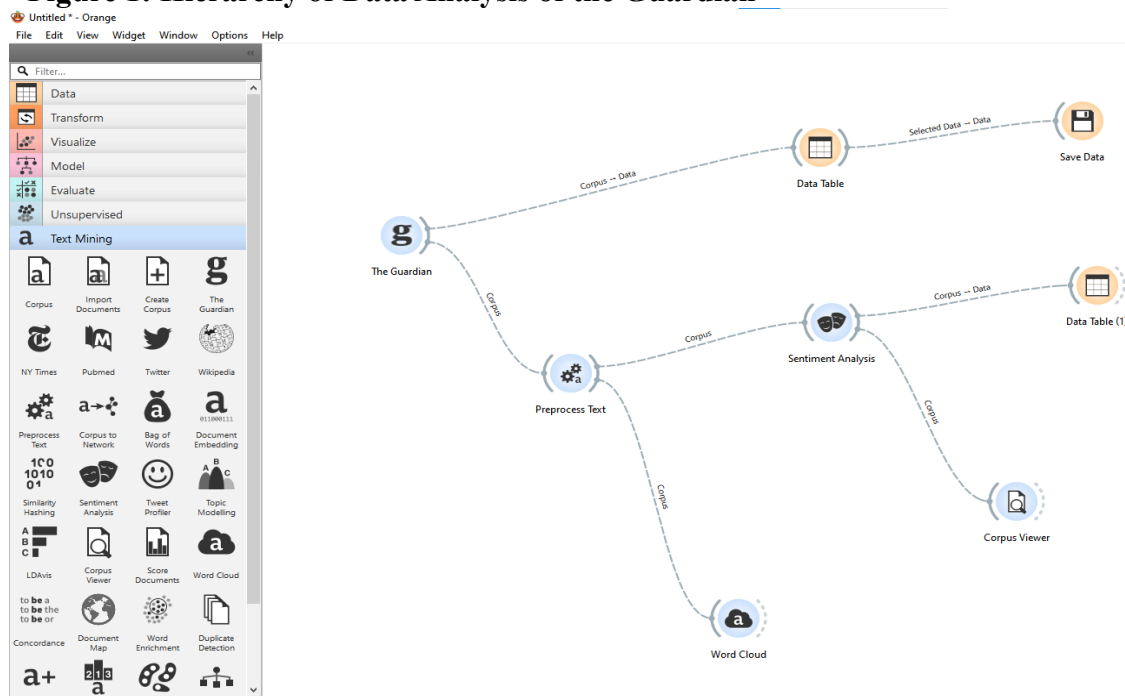 Figure 1: Hierarchy of Data Analysis of the Guardian
Untitled * - Orange
File Edit View Widget Window Options Help
Filter...
Data
Transform
Visualize
Model
Evaluate
Unsupervised
a Text Mining
Corpus
Import Documents
Create Corpus
The Guardian
NY Times
Pubmed
Twitter
Wikipedia
Preprocess Text
Corpus to Network
Bag of Words
Document Embedding
Similarity Hashing
Sentiment Analysis
Tweet Profiler
Topic Modelling
LDAvis
Corpus Viewer
Score Documents
Word Cloud
to be a
to be the
to be or
Concordance
Document Map
Word Enrichment
Duplicate Detection
The Guardian
Corpus → Data
Data Table
Selected Data → Data
Save Data
Corpus
Preprocess Text
Corpus
Sentiment Analysis
Corpus → Data
Data Table (1)
Corpus
Corpus Viewer
Corpus
Word Cloud